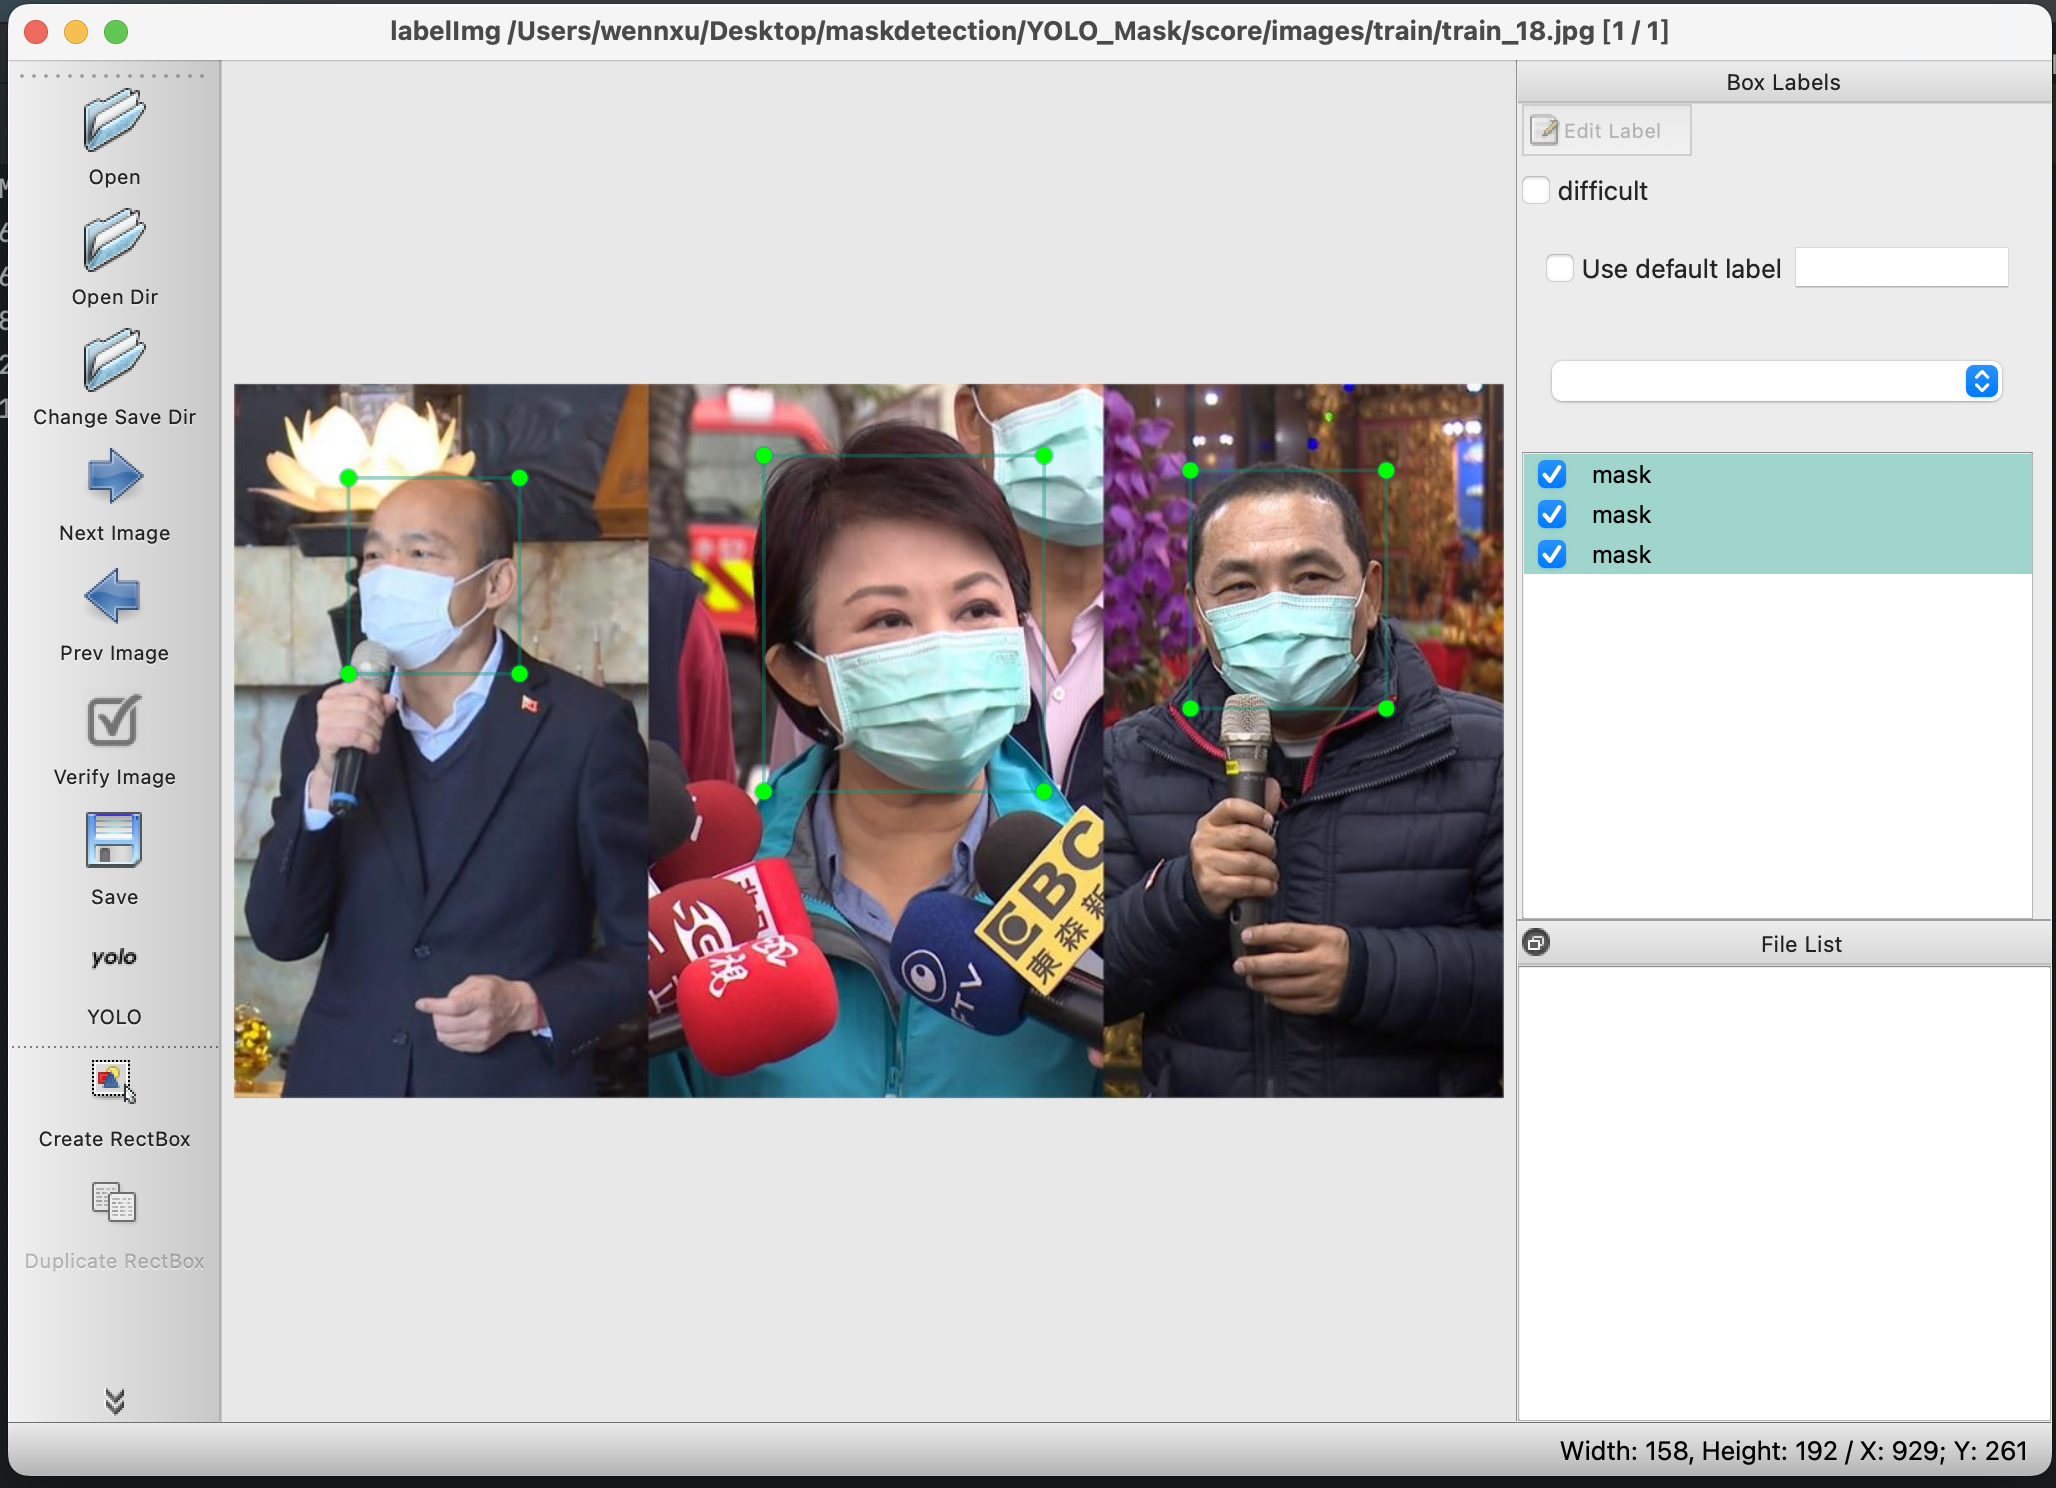 labelImg /Users/wennxu/Desktop/maskdetection/YOLO_Mask/score/images/train/train_18.jpg [1 / 1]
Open
Open Dir
Change Save Dir
Next Image
Prev Image
Verify Image
Save
yolo
YOLO
Create RectBox
Duplicate RectBox
Box Labels
Edit Label
difficult
Use default label
mask
mask
mask
File List
視
FTV
CBC
東森新
Width: 158, Height: 192 / X: 929; Y: 261